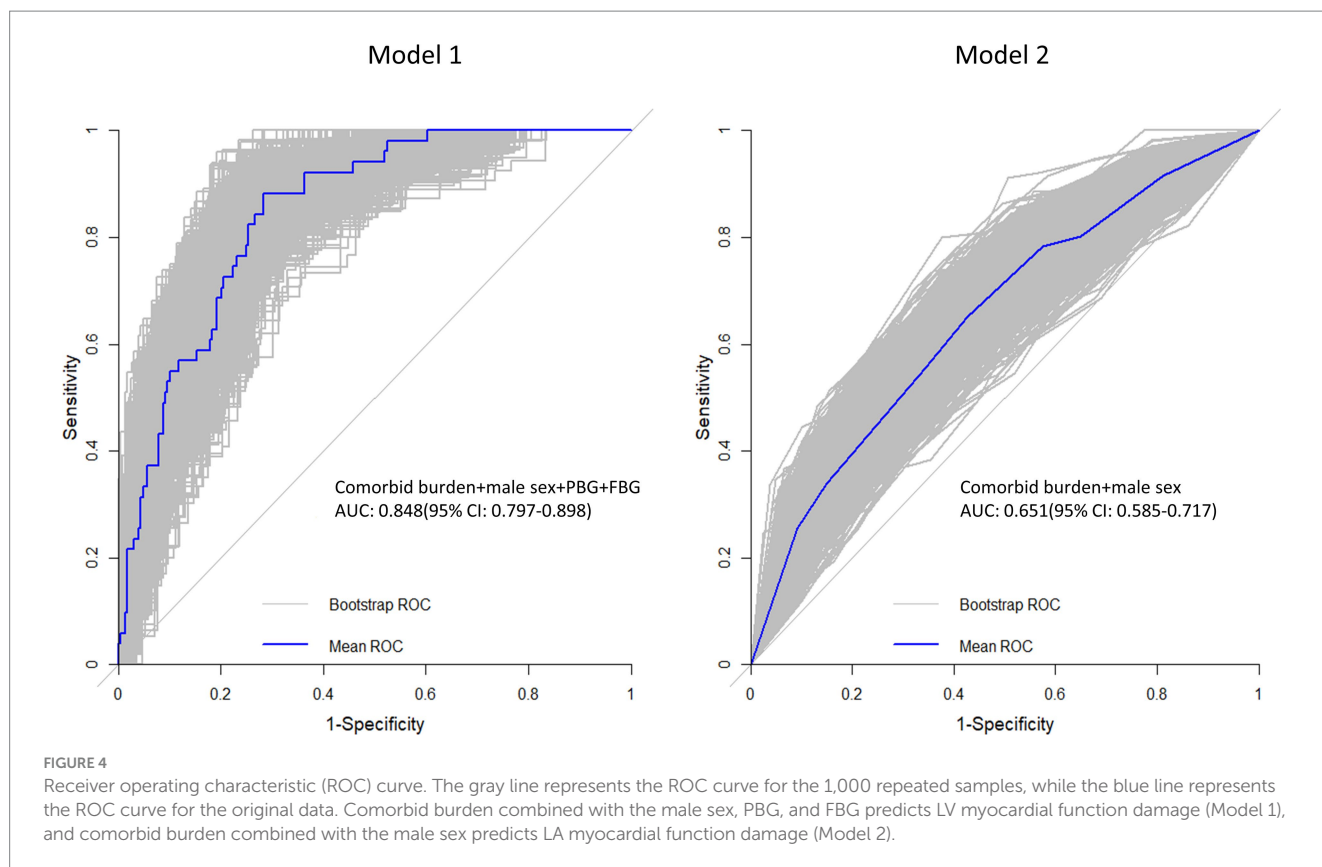 Model 1
1
0.8
0.6
0.4
0.2
0
Sensitivity
Comorbid burden+male sex+PBG+FBG
AUC: 0.848(95% CI: 0.797-0.898)
Bootstrap ROC
Mean ROC
0
0.2
0.4
0.6
0.8
1
1-Specificity
Model 2
1
0.8
0.6
0.4
0.2
0
Sensitivity
Comorbid burden+male sex
AUC: 0.651(95% CI: 0.585-0.717)
Bootstrap ROC
Mean ROC
0
0.2
0.4
0.6
0.8
1
1-Specificity
FIGURE 4
Receiver operating characteristic (ROC) curve. The gray line represents the ROC curve for the 1,000 repeated samples, while the blue line represents
the ROC curve for the original data. Comorbid burden combined with the male sex, PBG, and FBG predicts LV myocardial function damage (Model 1),
and comorbid burden combined with the male sex predicts LA myocardial function damage (Model 2).